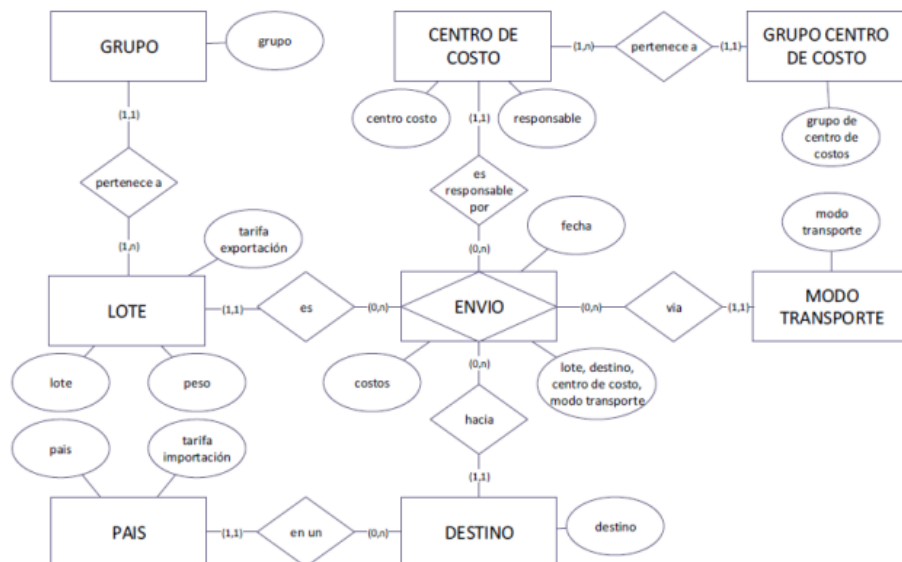 GRUPO
grupo
CENTRO DE
COSTO
(1,n)
pertenece a
(1,1)
GRUPO CENTRO
DE COSTO
(1,1)
centro costo
(1,1)
responsable
grupo de
centro de
costos
pertenece a
es
responsable
por
(1,n)
tarifa
exportación
(0,n)
fecha
modo
transporte
LOTE
(1,1)
es
(0,n)
ENVIO
(0,n)
via
(1,1)
MODO
TRANSPORTE
lote
peso
costos
(0,n)
lote, destino,
centro de costo,
modo transporte
hacia
pais
tarifa
importación
(1,1)
PAIS
(1,1)
en un
(0,n)
DESTINO
destino